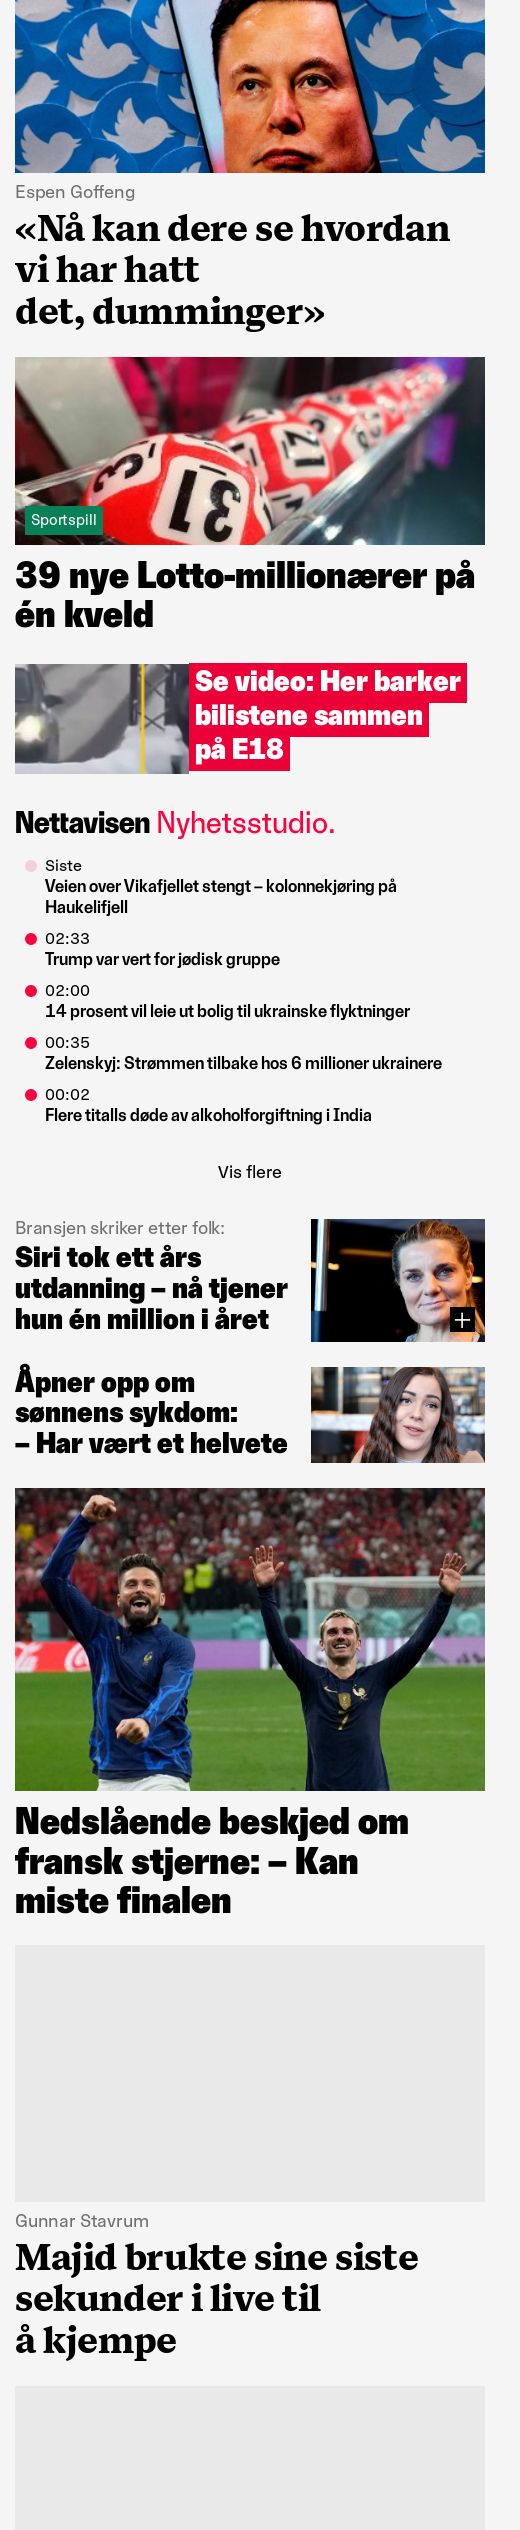 Espen Goffeng
«Nå kan dere se hvordan
vi har hatt
det, dumminger»
31
21
Sportspill
39 nye Lotto-millionærer på
én kveld
Se video: Her barker
bilistene sammen
på E18
Nettavisen Nyhetsstudio.
Siste
Veien over Vikafjellet stengt – kolonnekjøring på
Haukelifjell
02:33
Trump var vert for jødisk gruppe
02:00
14 prosent vil leie ut bolig til ukrainske flyktninger
00:35
Zelenskyj: Strømmen tilbake hos 6 millioner ukrainere
00:02
Flere titalls døde av alkoholforgiftning i India
Vis flere
Bransjen skriker etter folk:
Siri tok ett års
utdanning – nå tjener
hun én million i året
Åpner opp om
sønnens sykdom:
– Har vært et helvete
7
Nedslående beskjed om
fransk stjerne: – Kan
miste finalen
Gunnar Stavrum
Majid brukte sine siste
sekunder i live til
å kjempe